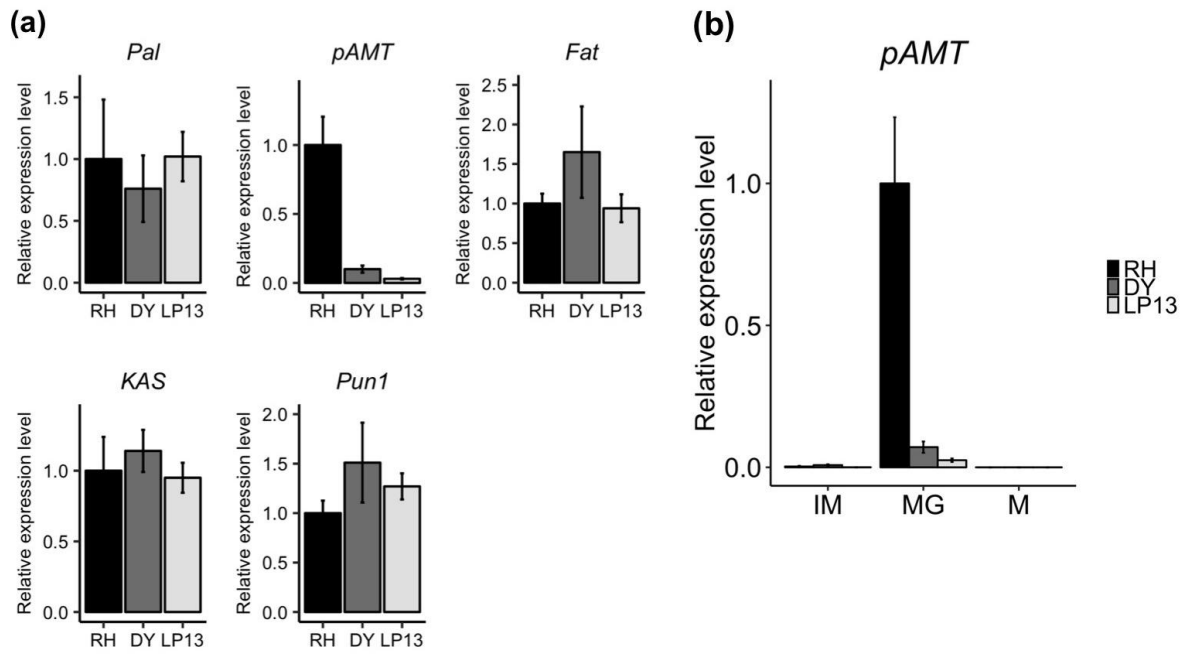 (a)
Pal
Relative expression level
1.5
1.0
0.5
0.0
RH DY LP13
pAMT
Relative expression level
1.0
0.5
0.0
RH DY LP13
Fat
Relative expression level
2.5
2.0
1.5
1.0
0.5
0.0
RH DY LP13
KAS
Relative expression level
1.0
0.5
0.0
RH DY LP13
Pun1
Relative expression level
2.0
1.5
1.0
0.5
0.0
RH DY LP13
(b)
pAMT
Relative expression level
1.0
0.5
0.0
IM MG M
RH
DY
LP13